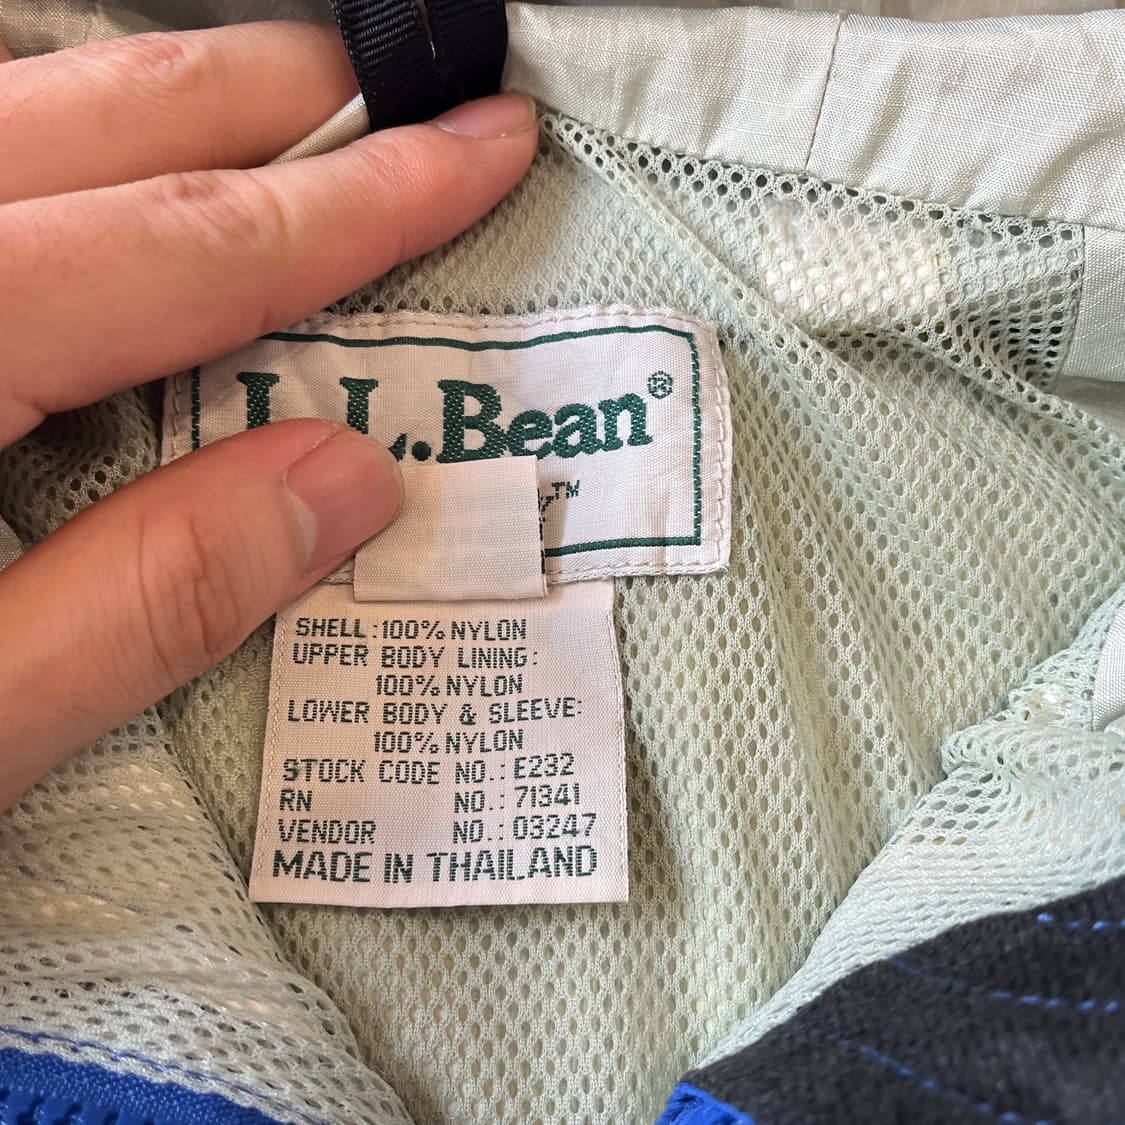 L.L.Bean®
™
SHELL:100% NYLON
UPPER BODY LINING:
100% NYLON
LOWER BODY & SLEEVE:
100% NYLON
STOCK CODE NO.: E232
RN NO.: 71341
VENDOR NO.: 03247
MADE IN THAILAND